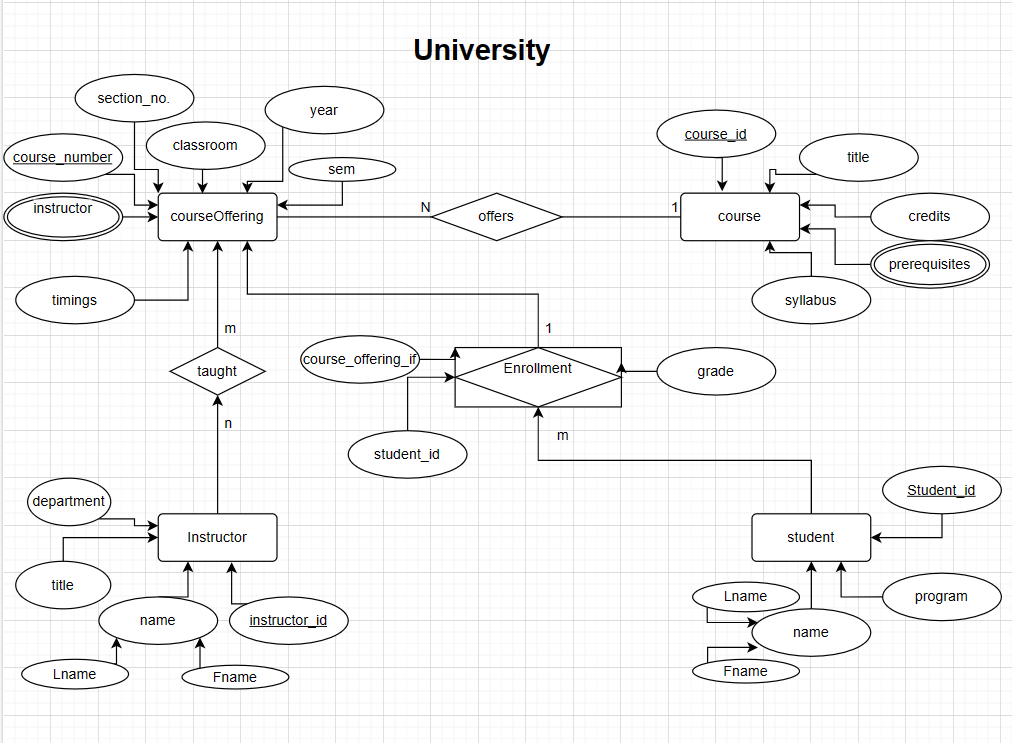 University
section_no.
year
course_number
classroom
sem
course_id
title
instructor
courseOffering
N
offers
1
course
credits
prerequisites
timings
syllabus
m
1
taught
course_offering_if
Enrollment
grade
n
m
student_id
department
Student_id
Instructor
student
title
name
instructor_id
Lname
program
name
Lname
Fname
Fname